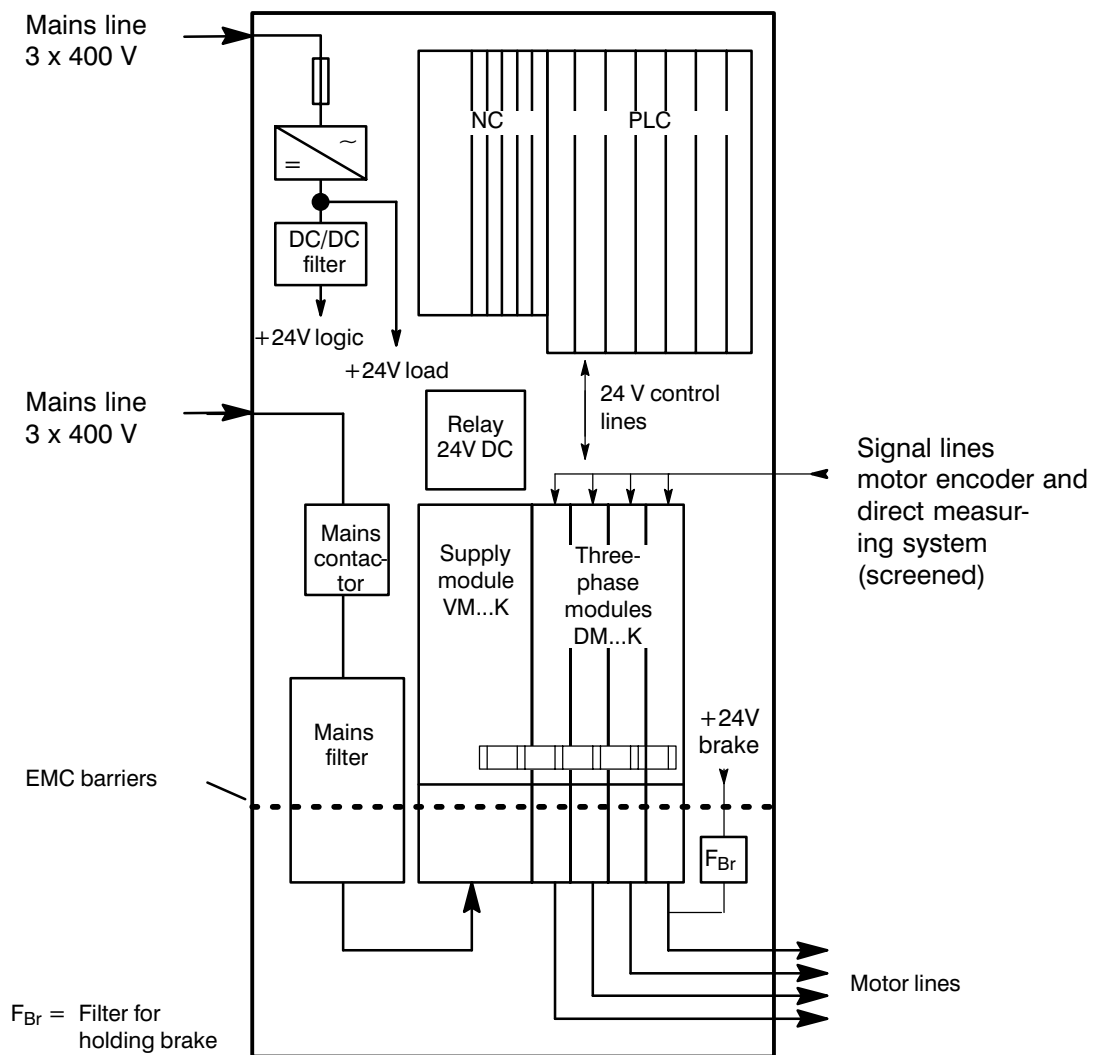 Mains line
3 x 400 V
NC
PLC
~
=
DC/DC
filter
+24V logic
+24V load
24 V control
lines
Mains line
3 x 400 V
Relay
24V DC
Signal lines
motor encoder and
direct measur-
ing system
(screened)
Mains
contac-
tor
Supply
module
VM...K
Three-
phase
modules
DM...K
Mains
filter
+24V
brake
EMC barriers
FBr
Motor lines
FBr = Filter for
holding brake